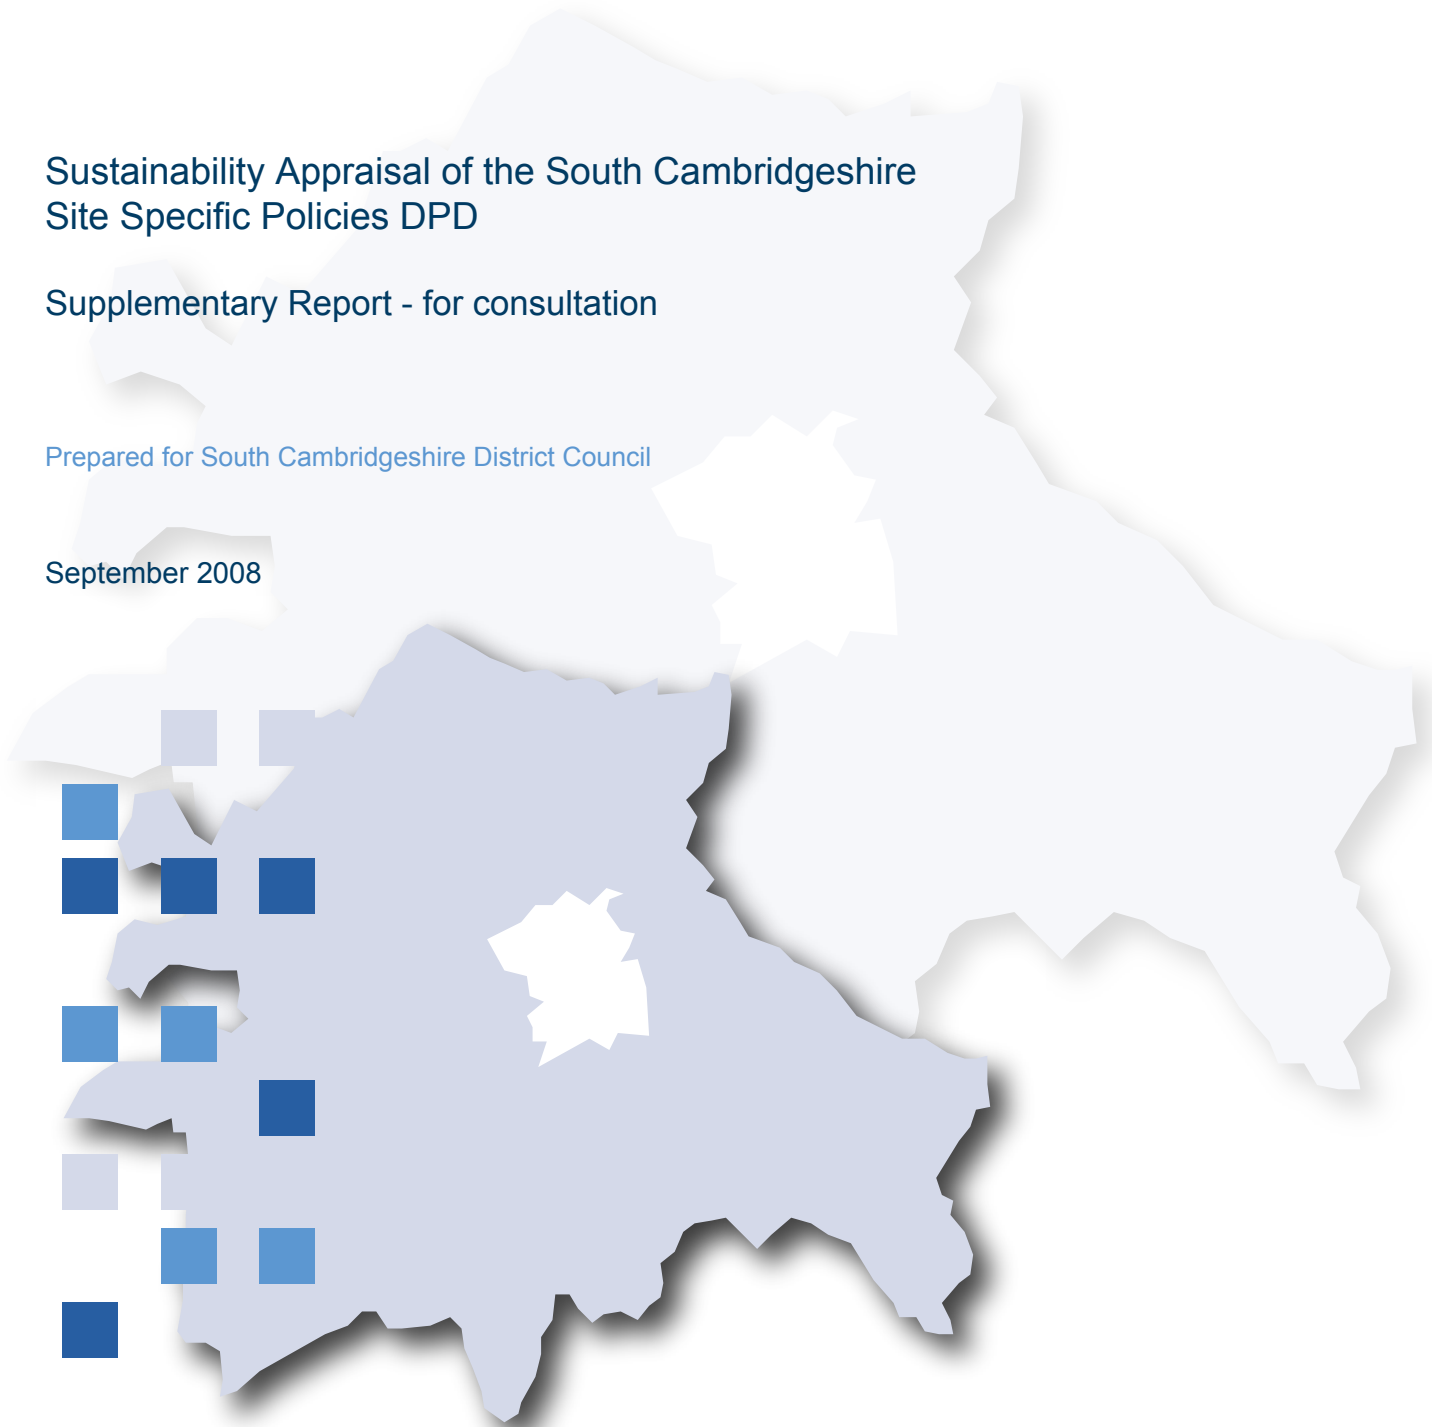 Sustainability Appraisal of the South Cambridgeshire
Site Specific Policies DPD
Supplementary Report - for consultation
Prepared for South Cambridgeshire District Council
September 2008